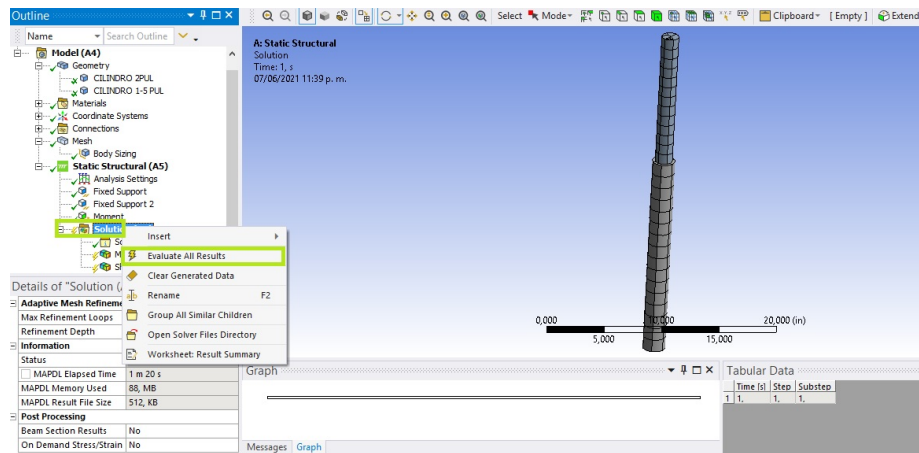 Outline
Name
Search Outline
Model (A4)
Geometry
CILINDRO 2PUL
CILINDRO 1-5 PUL
Materials
Coordinate Systems
Connections
Mesh
Body Sizing
Static Structural (A5)
Analysis Settings
Fixed Support
Fixed Support 2
Moment
Solutio
So
M
Sh
Insert
Evaluate All Results
Clear Generated Data
Rename F2
Group All Similar Children
Open Solver Files Directory
Worksheet: Result Summary
Details of "Solution (
Adaptive Mesh Refineme
Max Refinement Loops
Refinement Depth
Information
Status
MAPDL Elapsed Time 1 m 20 s
MAPDL Memory Used 88, MB
MAPDL Result File Size 512, KB
Post Processing
Beam Section Results No
On Demand Stress/Strain No
Select Mode Clipboard [ Empty ] Extend
A: Static Structural
Solution
Time: 1, s
07/06/2021 11:39 p. m.
0,000 10,000 20,000 (in)
5,000 15,000
Graph
Messages Graph
Tabular Data
Time [s] Step Substep
1 1, 1, 1,